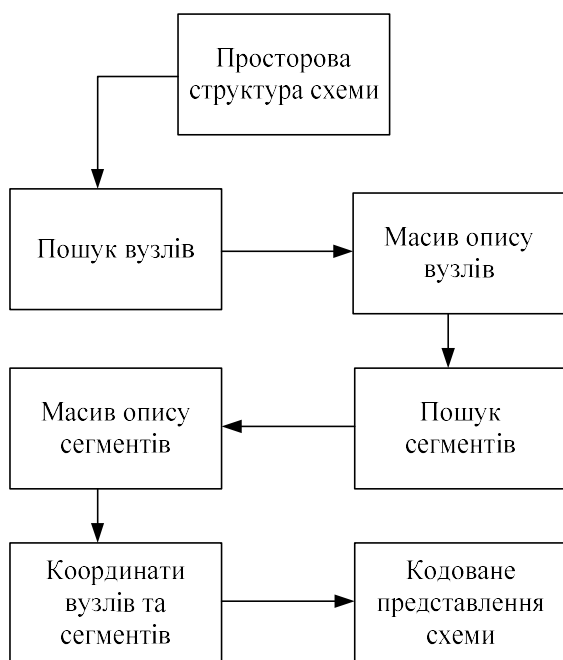 Просторова
структура схеми
Пошук вузлів
Масив опису
вузлів
Пошук
сегментів
Масив опису
сегментів
Координати
вузлів та
сегментів
Кодоване
представлення
схеми